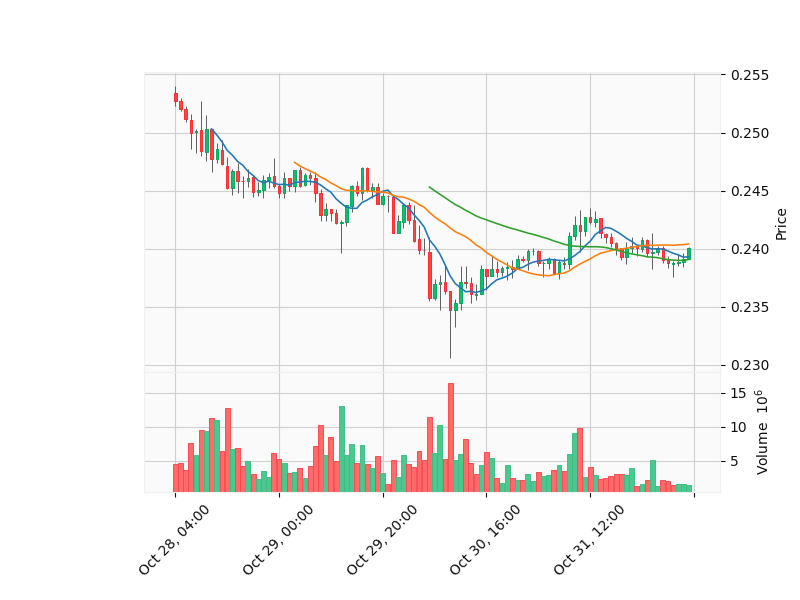 0.255
0.250
0.245
0.240
0.235
0.230
Price
15
10
5
Volume 10^6
Oct 28, 04:00
Oct 29, 00:00
Oct 29, 20:00
Oct 30, 16:00
Oct 31, 12:00